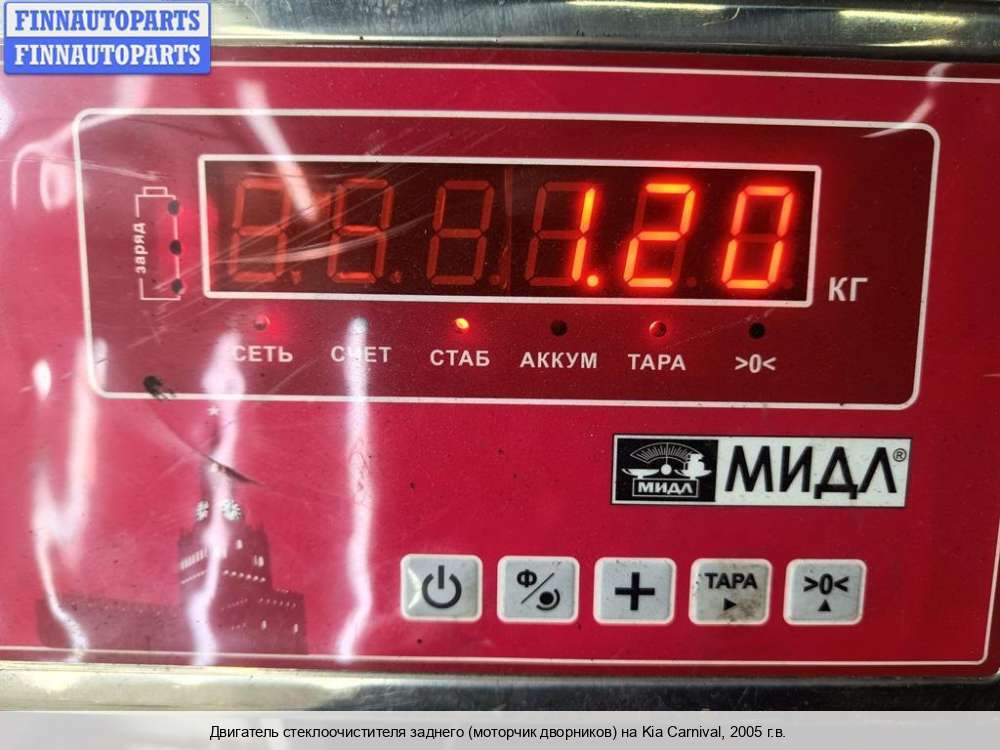 FINNAUTOPARTS
FINNAUTOPARTS
заряд
1.20
КГ
СЕТЬ СЧЕТ СТАБ АККУМ ТАРА >0<
МИДЛ МИДЛ®
Ф ТАРА >0<
Двигатель стеклоочистителя заднего (моторчик дворников) на Kia Carnival, 2005 г.в.